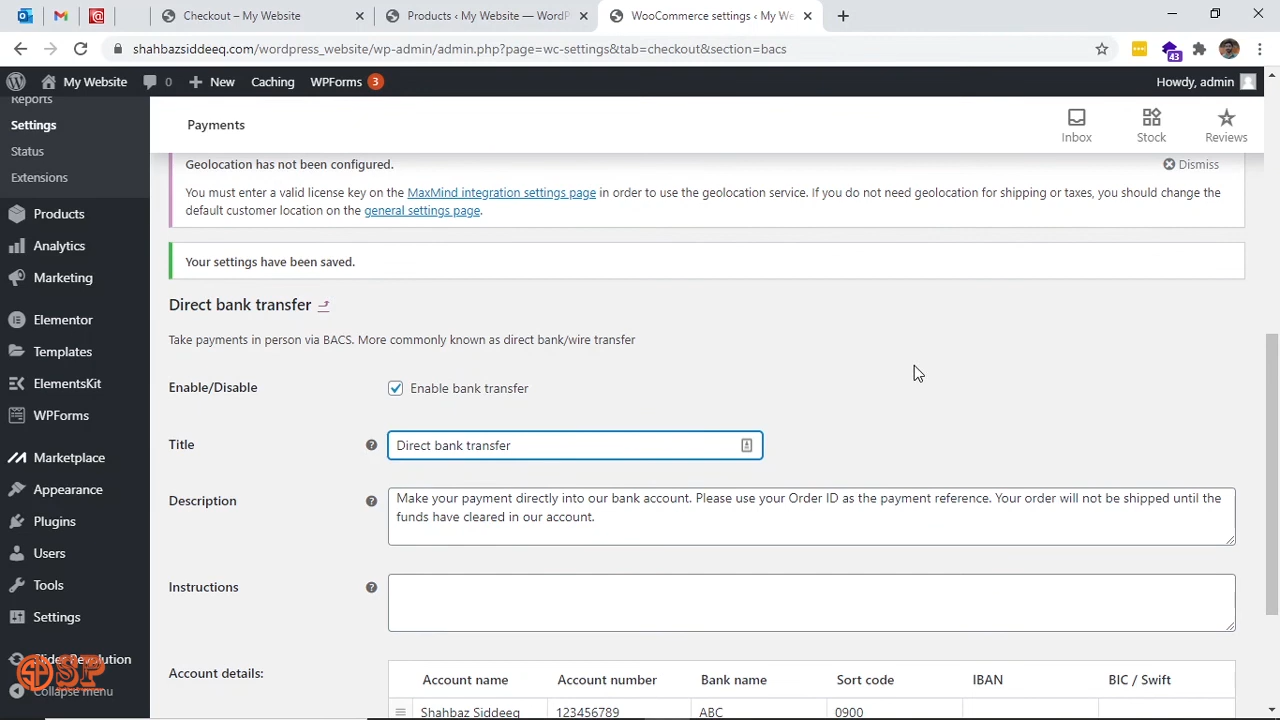 Checkout – My Website
Products ‹ My Website — WordP
WooCommerce settings ‹ My We
shahbazsiddeeq.com/wordpress_website/wp-admin/admin.php?page=wc-settings&tab=checkout&section=bacs
43
My Website
0
New
Caching
WPForms
3
Howdy, admin
Reports
Settings
Status
Extensions
Products
Analytics
Marketing
Elementor
Templates
ElementsKit
WPForms
Marketplace
Appearance
Plugins
Users
Tools
Settings
Slider Revolution
SP
Collapse menu
Payments
Inbox
Stock
Reviews
Geolocation has not been configured.
Dismiss
You must enter a valid license key on the MaxMind integration settings page in order to use the geolocation service. If you do not need geolocation for shipping or taxes, you should change the
default customer location on the general settings page.
Your settings have been saved.
Direct bank transfer
Take payments in person via BACS. More commonly known as direct bank/wire transfer
Enable/Disable
Enable bank transfer
Title
Direct bank transfer
Description
Make your payment directly into our bank account. Please use your Order ID as the payment reference. Your order will not be shipped until the
funds have cleared in our account.
Instructions
Account details:
Account name Account number Bank name Sort code IBAN BIC / Swift
Shahbaz Siddeeq 123456789 ABC 0900